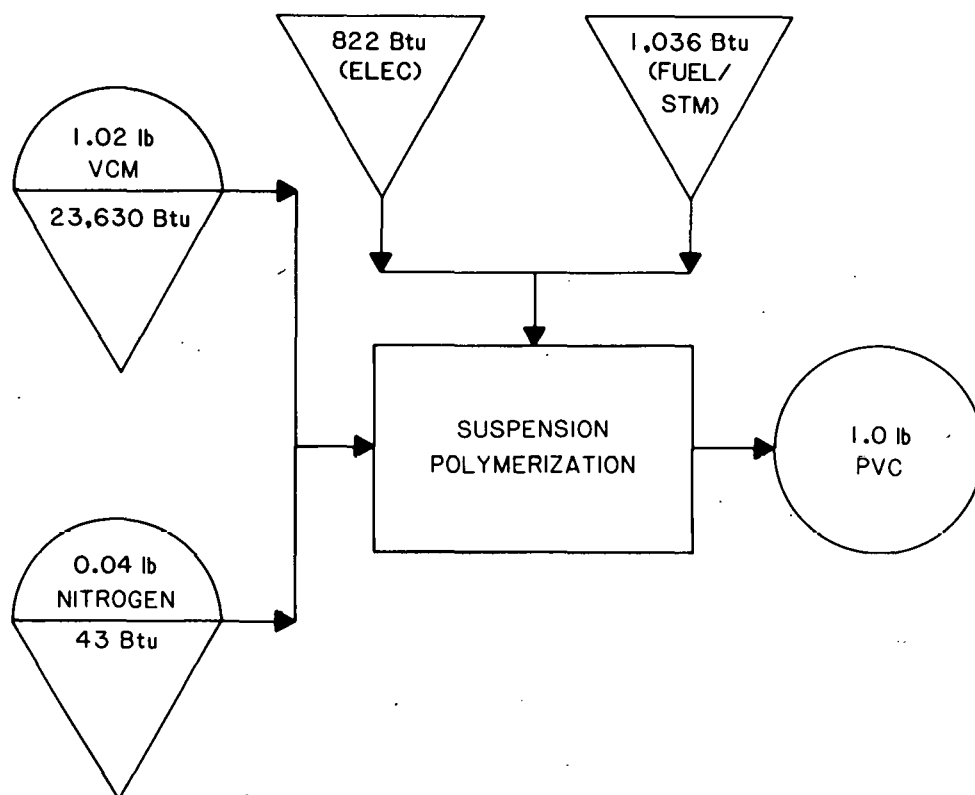 822 Btu
(ELEC)
1,036 Btu
(FUEL/
STM)
1.02 lb
VCM
23,630 Btu
SUSPENSION
POLYMERIZATION
1.0 lb
PVC
0.04 lb
NITROGEN
43 Btu